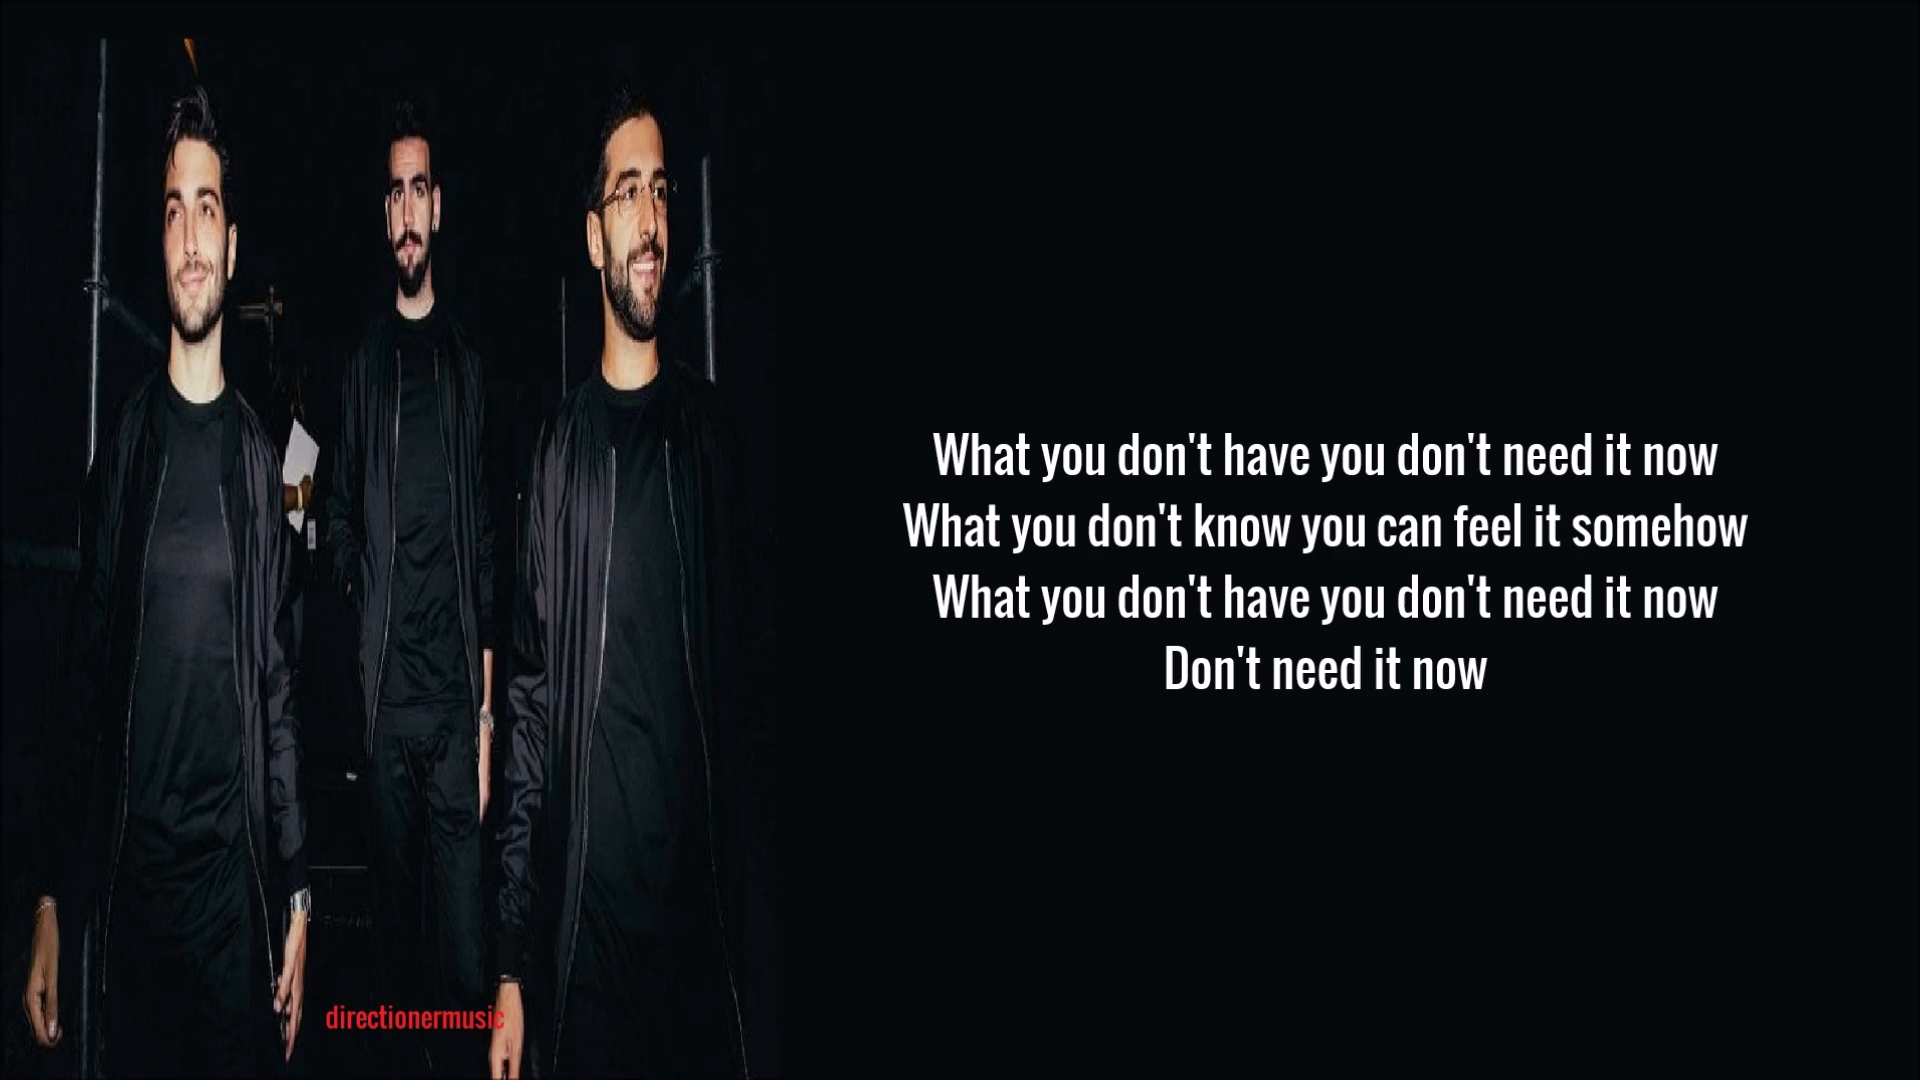 What you don't have you don't need it now
What you don't know you can feel it somehow
What you don't have you don't need it now
Don't need it now
directionermusic